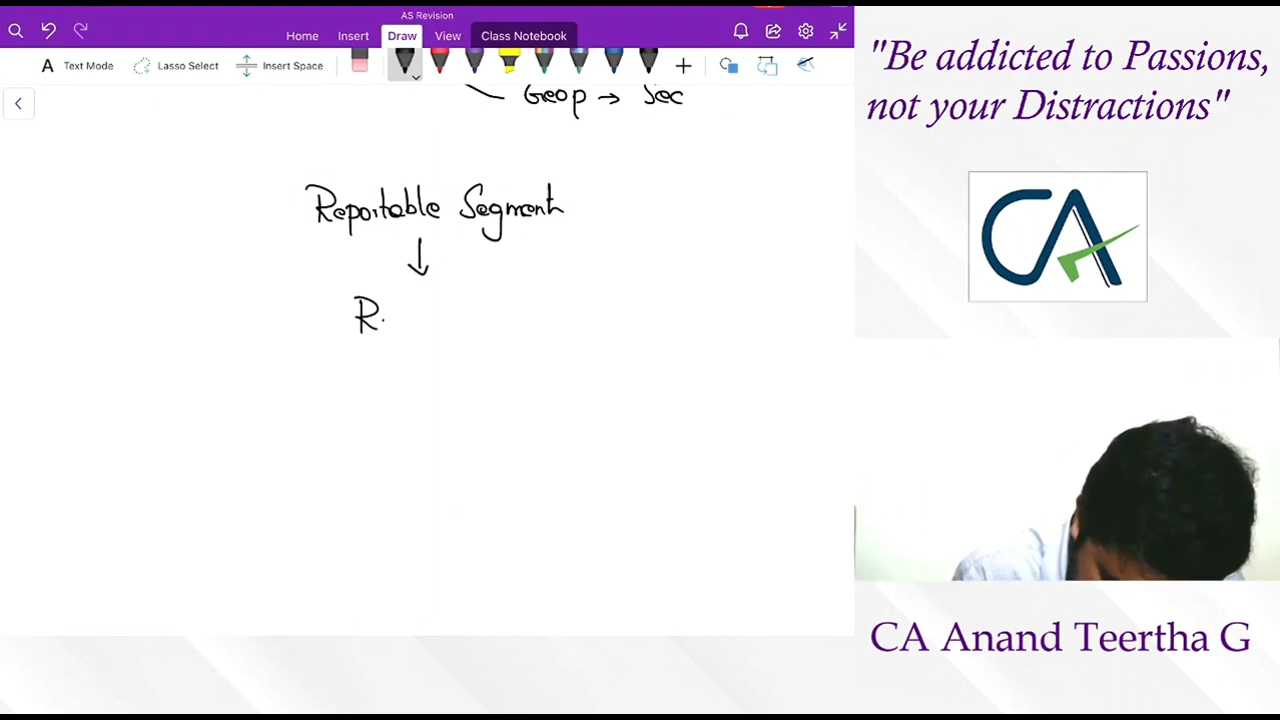 AS Revision
Home Insert Draw View Class Notebook
Text Mode Lasso Select Insert Space
Geop → Sec
Reportable Segment
↓
R.
"Be addicted to Passions,
not your Distractions"
CA
CA Anand Teertha G